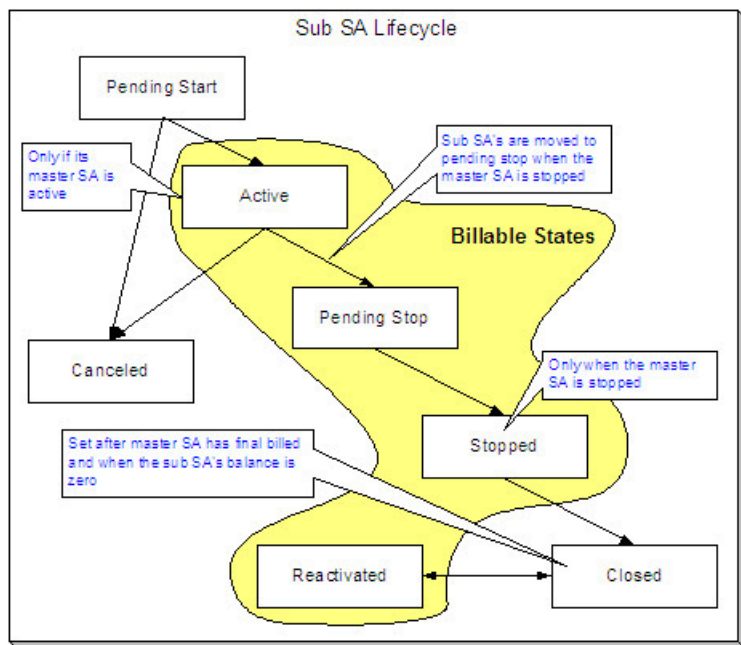 Sub SA Lifecycle
Pending Start
Sub SA's are moved to
pending stop when the
master SA is stopped
Only if its
master SA is
active
Active
Billable States
Pending Stop
Canceled
Only when the master
SA is stopped
Set after master SA has final billed
and when the sub SA's balance is
zero
Stopped
Reactivated
Closed